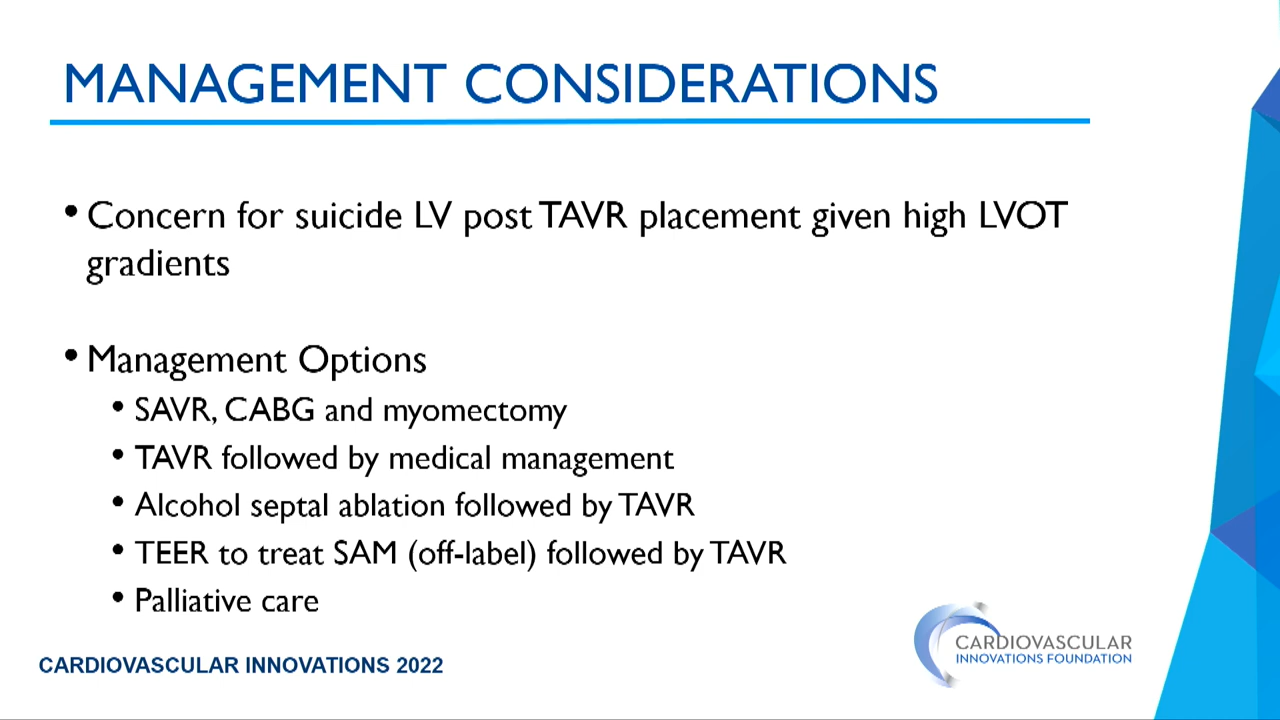 MANAGEMENT CONSIDERATIONS
• Concern for suicide LV post TAVR placement given high LVOT
gradients
• Management Options
• SAVR, CABG and myomectomy
• TAVR followed by medical management
• Alcohol septal ablation followed by TAVR
• TEER to treat SAM (off-label) followed by TAVR
• Palliative care
CARDIOVASCULAR INNOVATIONS 2022
CARDIOVASCULAR
INNOVATIONS FOUNDATION